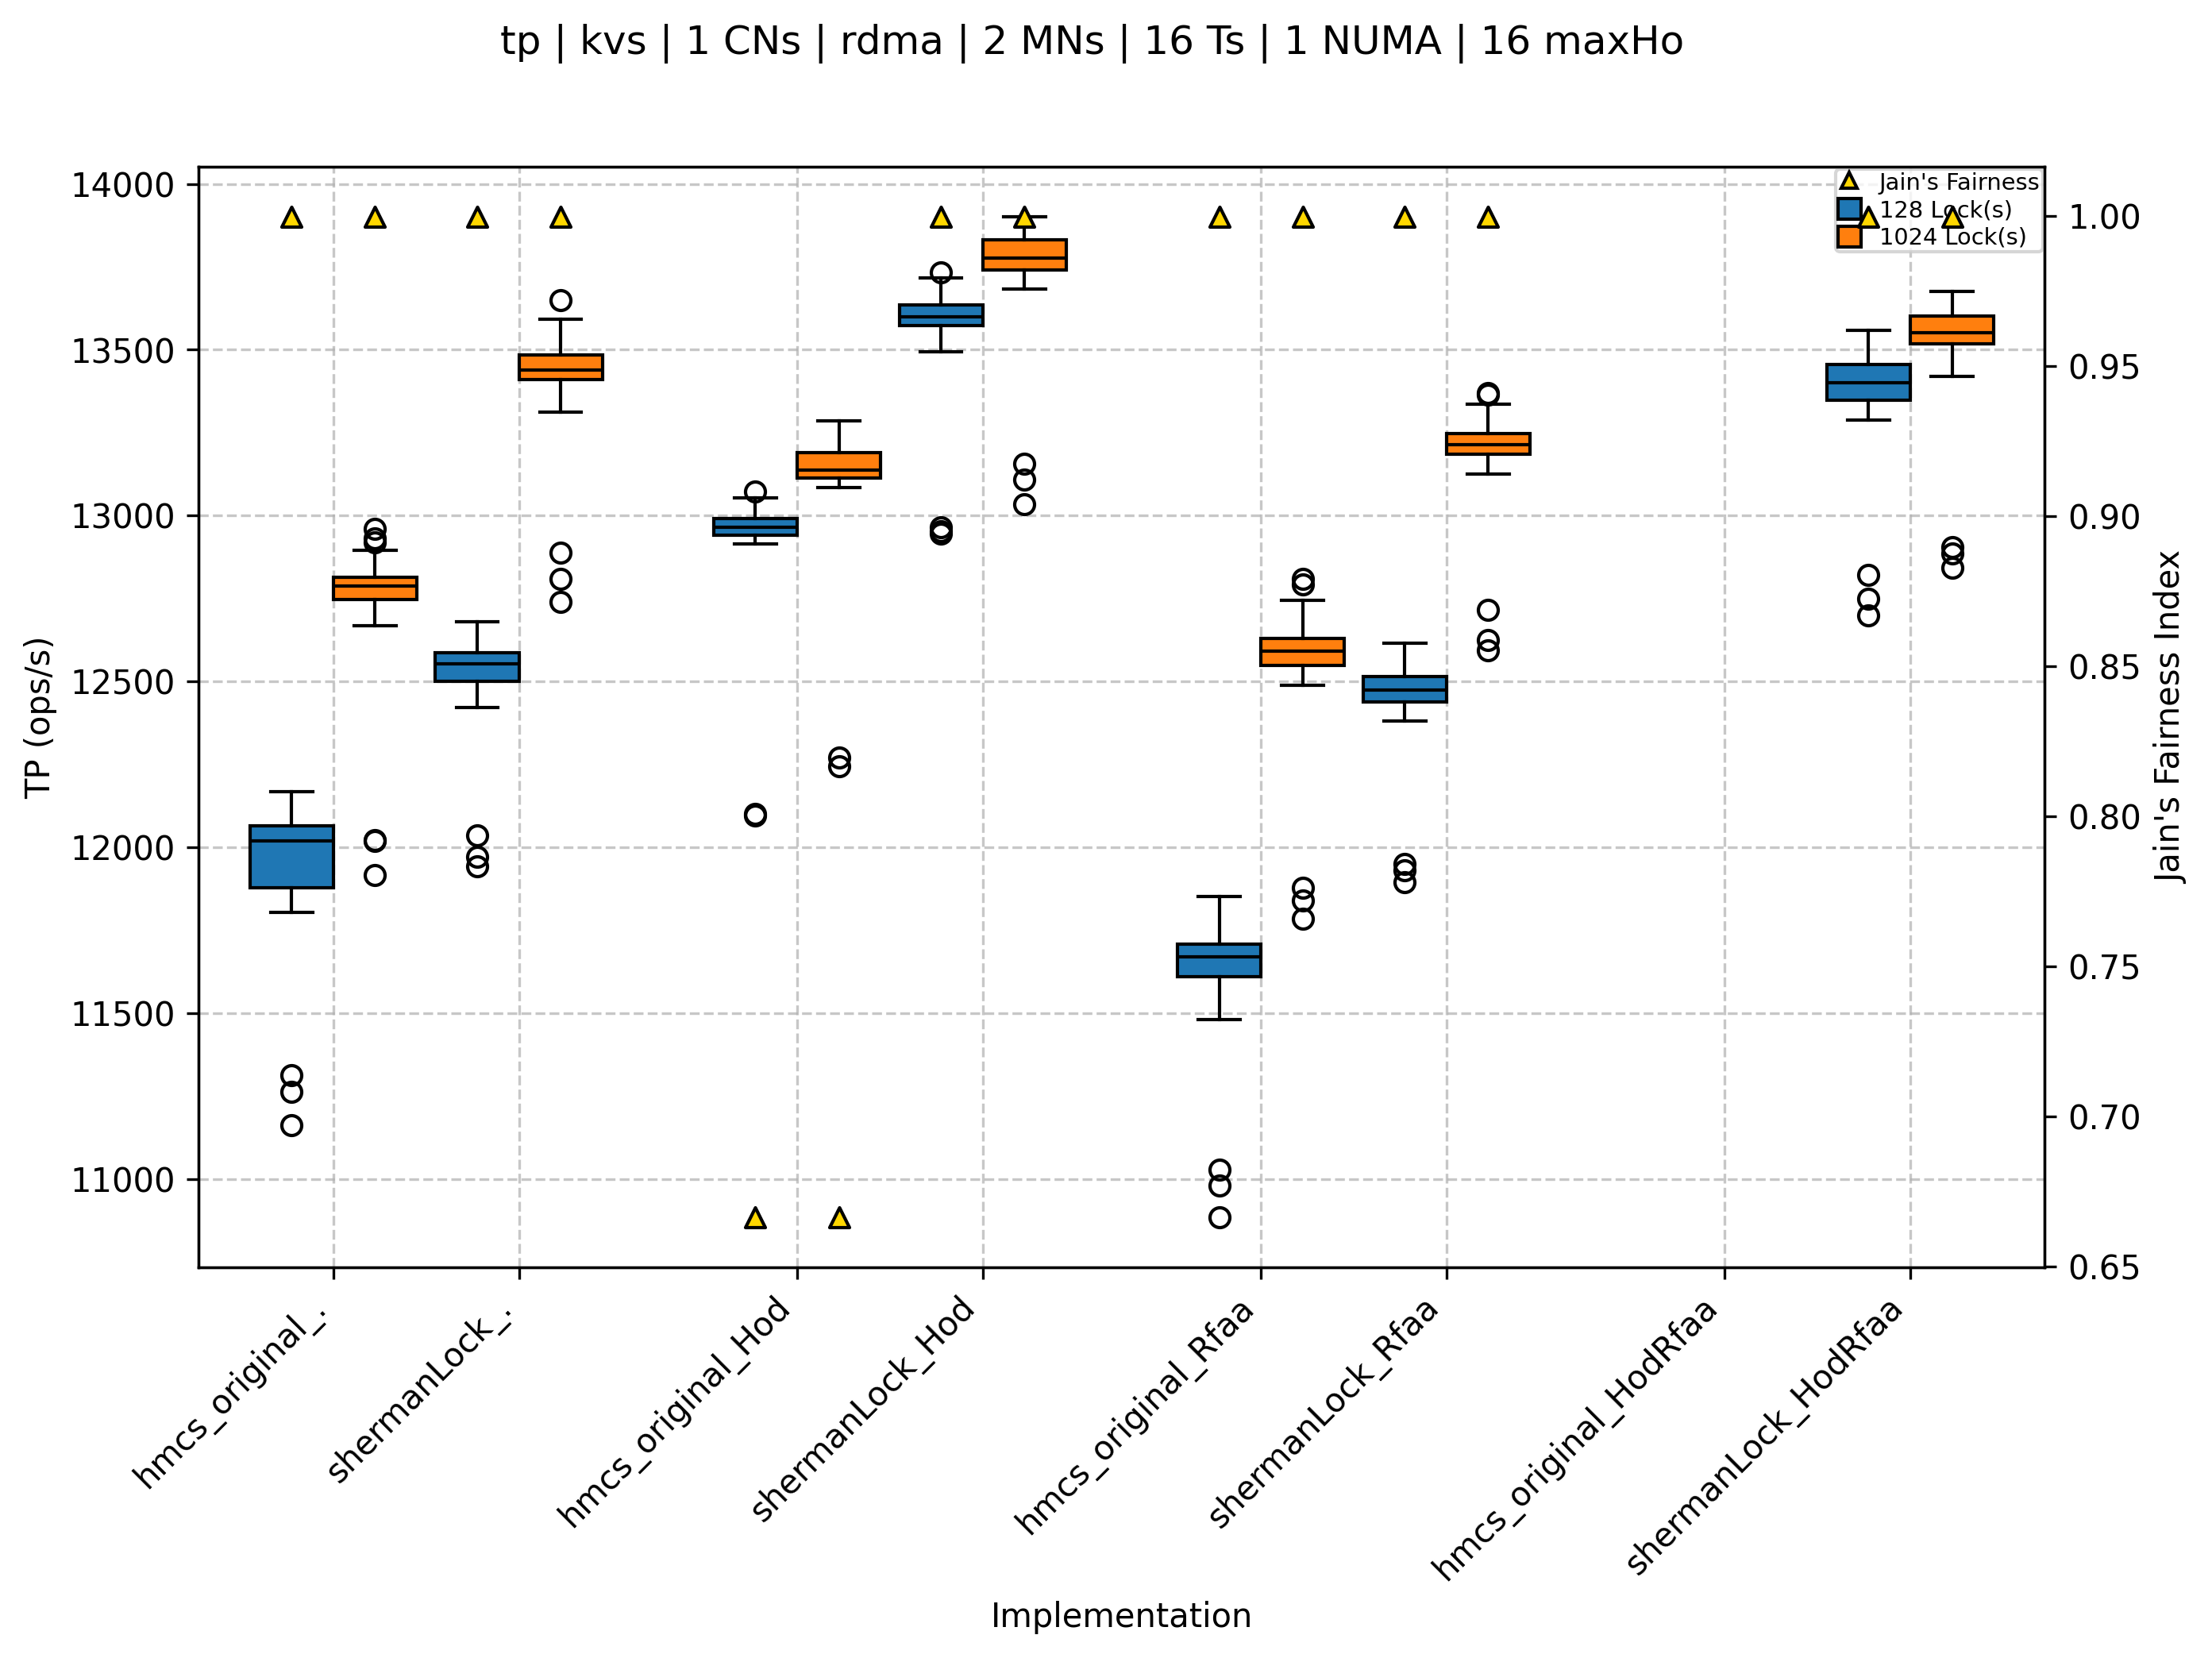 tp | kvs | 1 CNs | rdma | 2 MNs | 16 Ts | 1 NUMA | 16 maxHo
TP (ops/s)
14000
13500
13000
12500
12000
11500
11000
Jain's Fairness
128 Lock(s)
1024 Lock(s)
1.00
0.95
0.90
0.85
0.80
0.75
0.70
0.65
Jain's Fairness Index
hmcs_original_.
shermanLock_.
hmcs_original_Hod
shermanLock_Hod
hmcs_original_Rfaa
shermanLock_Rfaa
hmcs_original_HodRfaa
shermanLock_HodRfaa
Implementation